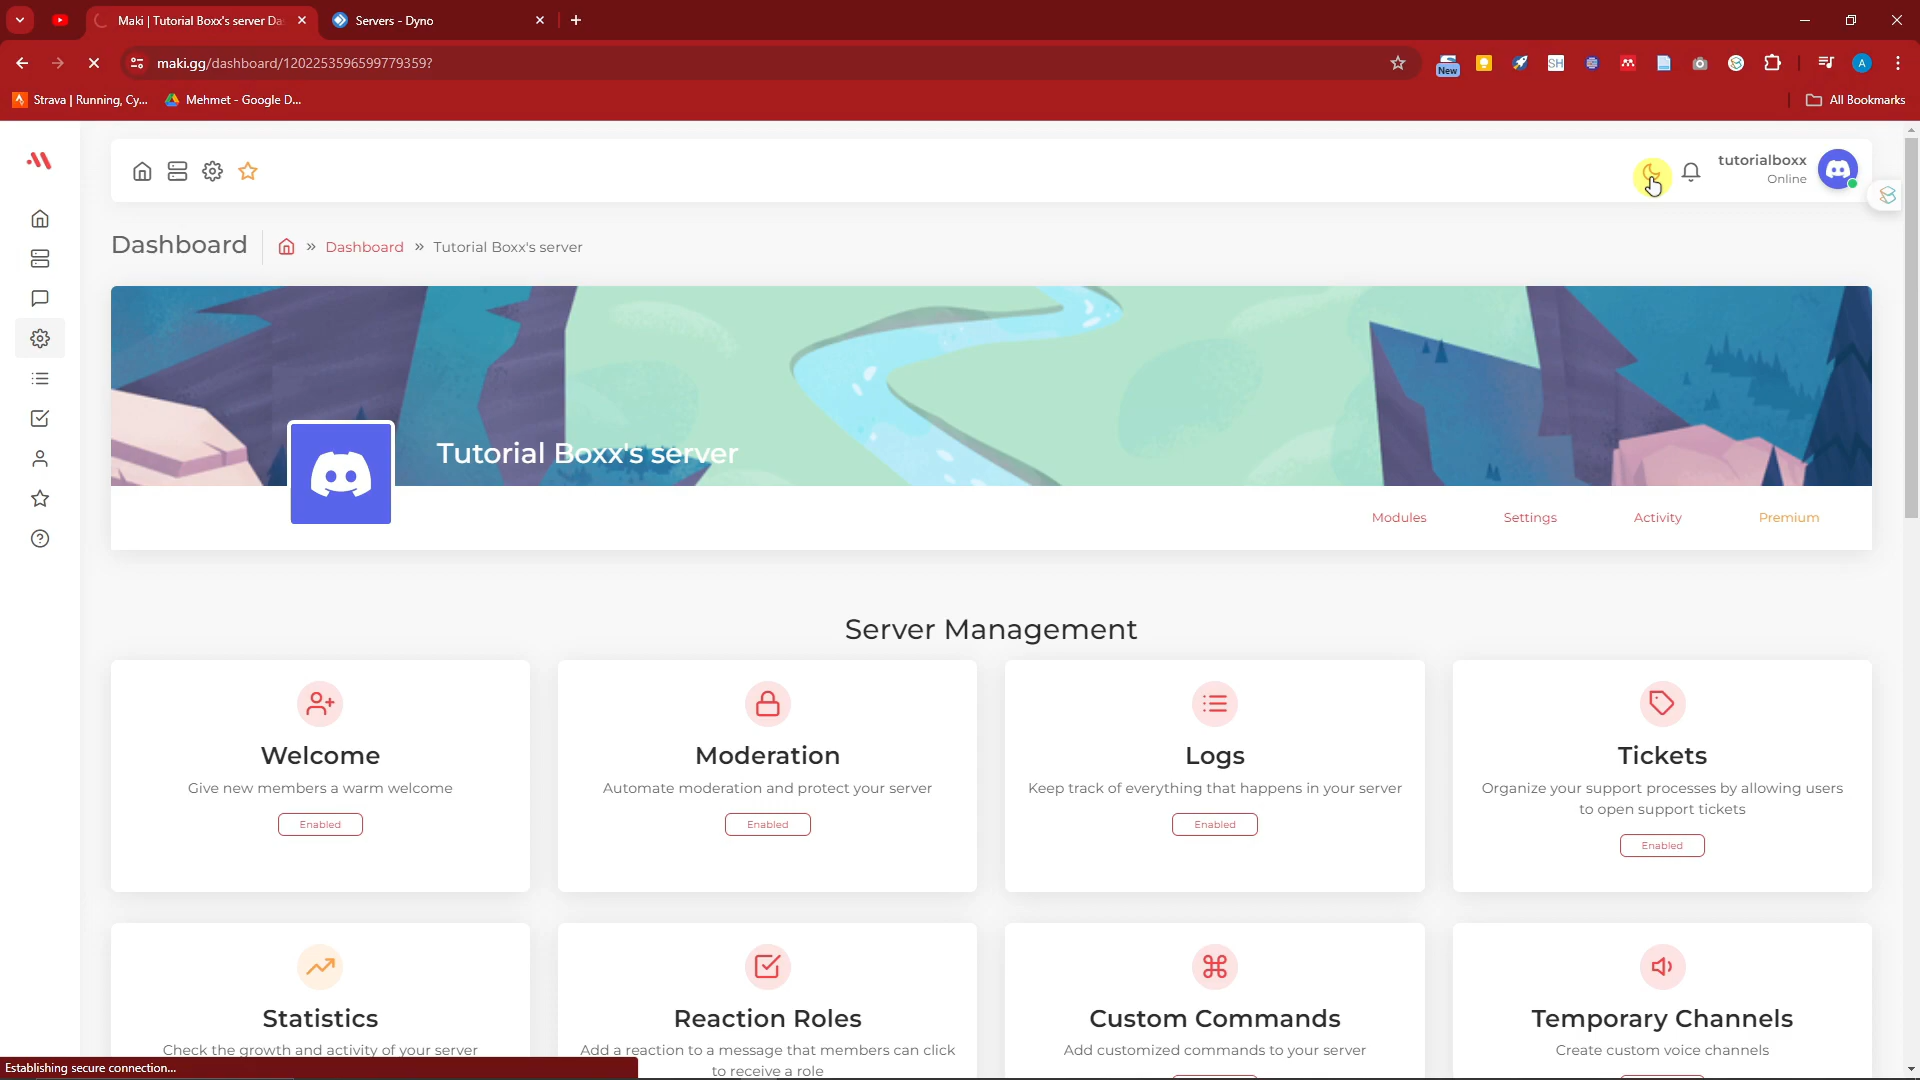 Maki | Tutorial Boxx's server Da
Servers - Dyno
maki.gg/dashboard/1202253596599779359?
New
SH
A
Strava | Running, Cy...
Mehmet - Google D...
All Bookmarks
tutorialboxx
Online
Dashboard
» Dashboard » Tutorial Boxx's server
Tutorial Boxx's server
Modules
Settings
Activity
Premium
Server Management
Welcome
Give new members a warm welcome
Enabled
Moderation
Automate moderation and protect your server
Enabled
Logs
Keep track of everything that happens in your server
Enabled
Tickets
Organize your support processes by allowing users
to open support tickets
Enabled
Statistics
Check the growth and activity of your server
Reaction Roles
Add a reaction to a message that members can click
to receive a role
Custom Commands
Add customized commands to your server
Temporary Channels
Create custom voice channels
Establishing secure connection...